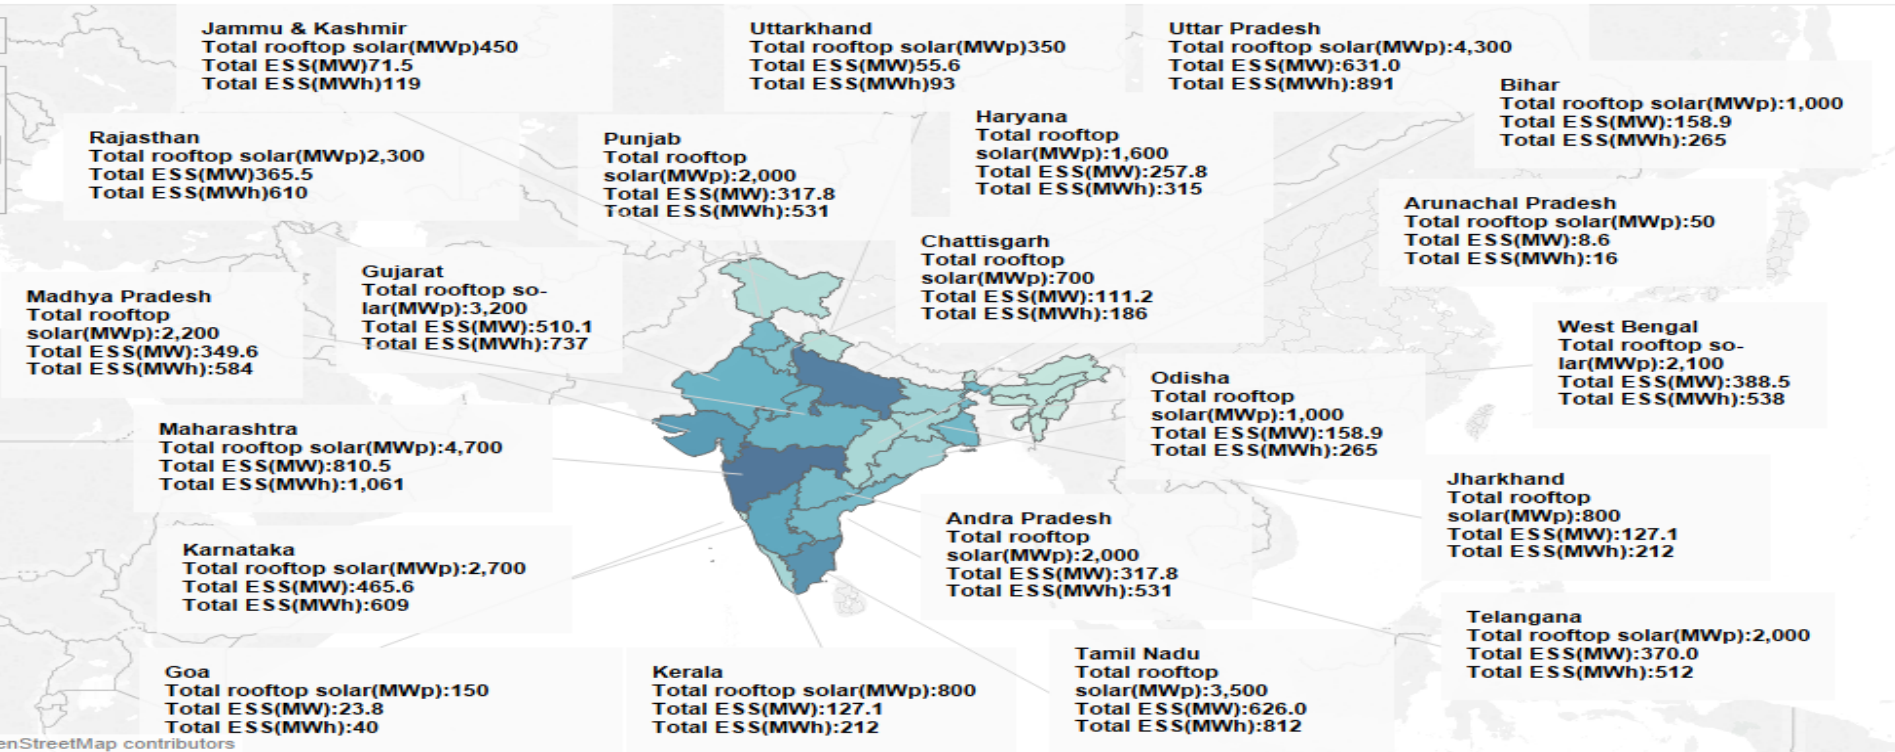 Jammu & Kashmir
Total rooftop solar(MWp)450
Total ESS(MW)71.5
Total ESS(MWh)119
Uttarkhand
Total rooftop solar(MWp)350
Total ESS(MW)55.6
Total ESS(MWh)93
Uttar Pradesh
Total rooftop solar(MWp):4,300
Total ESS(MW):631.0
Total ESS(MWh):891
Bihar
Total rooftop solar(MWp):1,000
Total ESS(MW):158.9
Total ESS(MWh):265
Rajasthan
Total rooftop solar(MWp)2,300
Total ESS(MW)365.5
Total ESS(MWh)610
Punjab
Total rooftop
solar(MWp):2,000
Total ESS(MW):317.8
Total ESS(MWh):531
Haryana
Total rooftop
solar(MWp):1,600
Total ESS(MW):257.8
Total ESS(MWh):315
Arunachal Pradesh
Total rooftop solar(MWp):50
Total ESS(MW):8.6
Total ESS(MWh):16
Chattisgarh
Total rooftop
solar(MWp):700
Total ESS(MW):111.2
Total ESS(MWh):186
Gujarat
Total rooftop so-
lar(MWp):3,200
Total ESS(MW):510.1
Total ESS(MWh):737
Madhya Pradesh
Total rooftop
solar(MWp):2,200
Total ESS(MW):349.6
Total ESS(MWh):584
West Bengal
Total rooftop so-
lar(MWp):2,100
Total ESS(MW):388.5
Total ESS(MWh):538
Odisha
Total rooftop
solar(MWp):1,000
Total ESS(MW):158.9
Total ESS(MWh):265
Maharashtra
Total rooftop solar(MWp):4,700
Total ESS(MW):810.5
Total ESS(MWh):1,061
Jharkhand
Total rooftop
solar(MWp):800
Total ESS(MW):127.1
Total ESS(MWh):212
Andra Pradesh
Total rooftop
solar(MWp):2,000
Total ESS(MW):317.8
Total ESS(MWh):531
Karnataka
Total rooftop solar(MWp):2,700
Total ESS(MW):465.6
Total ESS(MWh):609
Telangana
Total rooftop solar(MWp):2,000
Total ESS(MW):370.0
Total ESS(MWh):512
Goa
Total rooftop solar(MWp):150
Total ESS(MW):23.8
Total ESS(MWh):40
Kerala
Total rooftop solar(MWp):800
Total ESS(MW):127.1
Total ESS(MWh):212
Tamil Nadu
Total rooftop
solar(MWp):3,500
Total ESS(MW):626.0
Total ESS(MWh):812
enStreetMap contributors